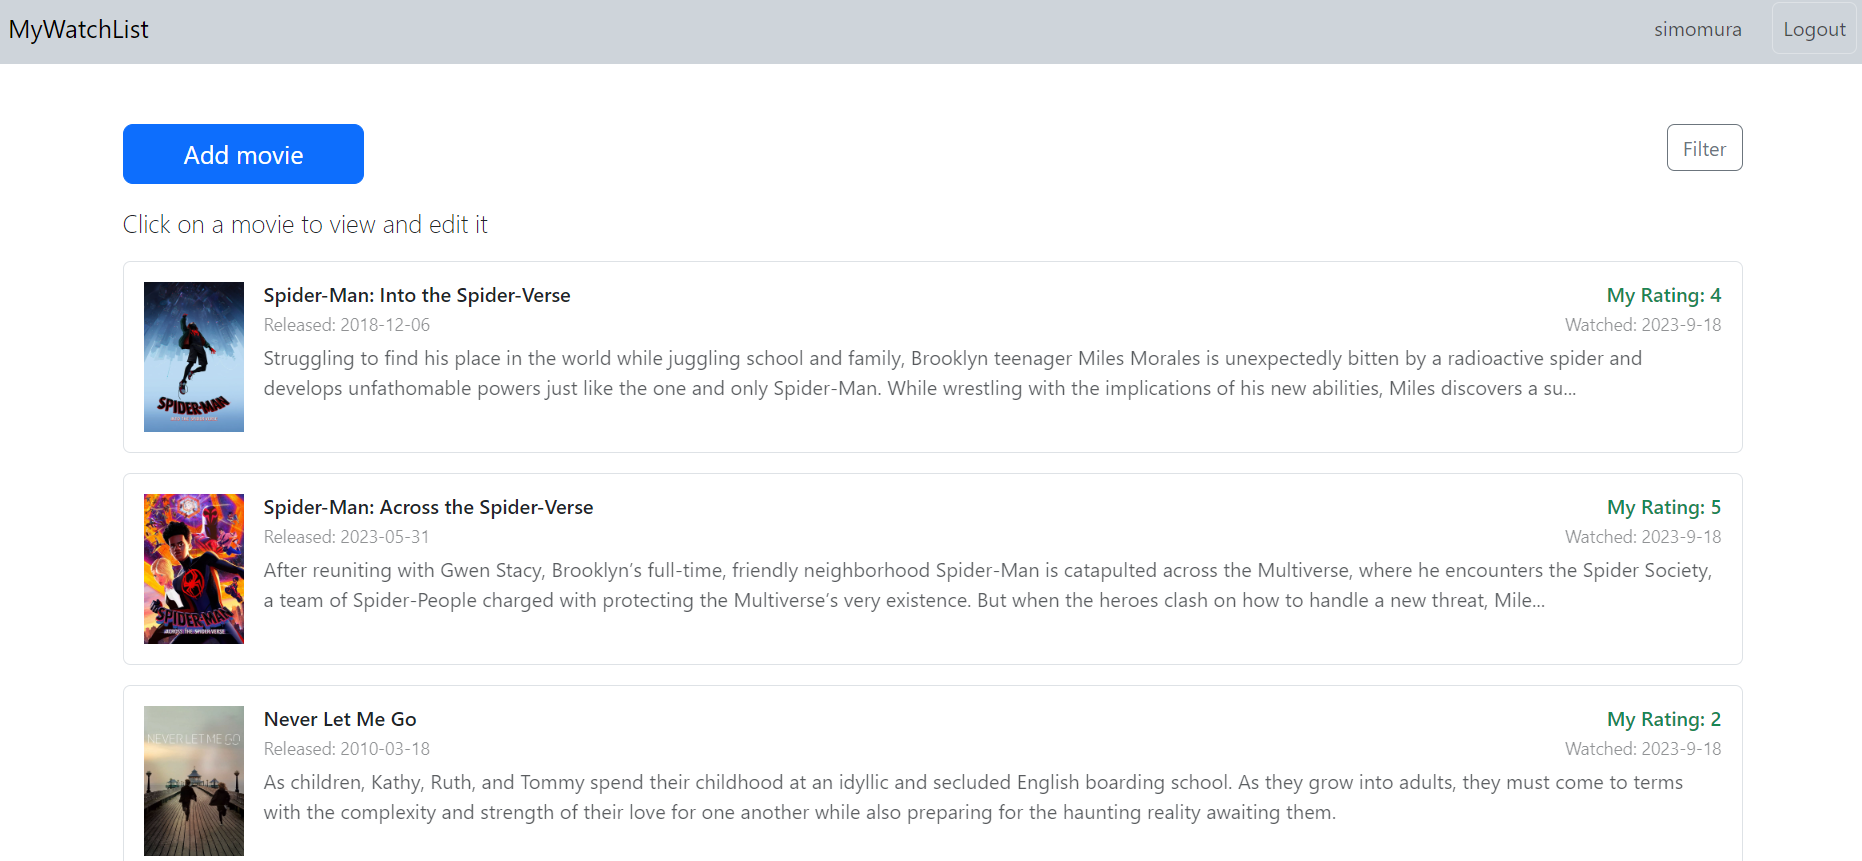 MyWatchList
simomura
Logout
Add movie
Filter
Click on a movie to view and edit it
SPIDER-MAN
Spider-Man: Into the Spider-Verse
My Rating: 4
Released: 2018-12-06
Watched: 2023-9-18
Struggling to find his place in the world while juggling school and family, Brooklyn teenager Miles Morales is unexpectedly bitten by a radioactive spider and
develops unfathomable powers just like the one and only Spider-Man. While wrestling with the implications of his new abilities, Miles discovers a su...
SPIDER-MAN
ACROSS THE SPIDER-VERSE
Spider-Man: Across the Spider-Verse
My Rating: 5
Released: 2023-05-31
Watched: 2023-9-18
After reuniting with Gwen Stacy, Brooklyn’s full-time, friendly neighborhood Spider-Man is catapulted across the Multiverse, where he encounters the Spider Society,
a team of Spider-People charged with protecting the Multiverse’s very existence. But when the heroes clash on how to handle a new threat, Mile...
NEVER LET ME GO
Never Let Me Go
My Rating: 2
Released: 2010-03-18
Watched: 2023-9-18
As children, Kathy, Ruth, and Tommy spend their childhood at an idyllic and secluded English boarding school. As they grow into adults, they must come to terms
with the complexity and strength of their love for one another while also preparing for the haunting reality awaiting them.